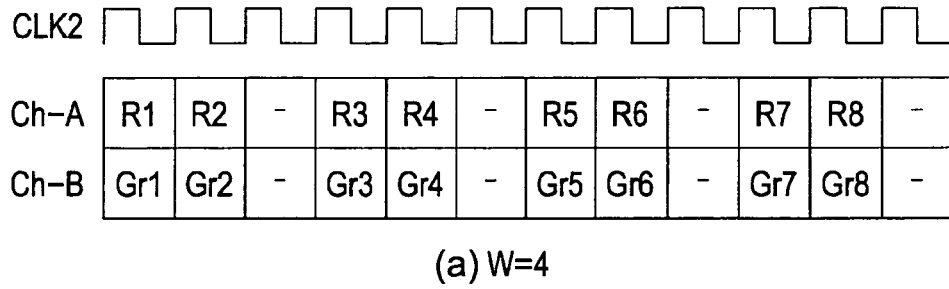 CLK2
Ch-A R1 R2 - R3 R4 - R5 R6 - R7 R8 -
Ch-B Gr1 Gr2 - Gr3 Gr4 - Gr5 Gr6 - Gr7 Gr8 -
(a) W=4